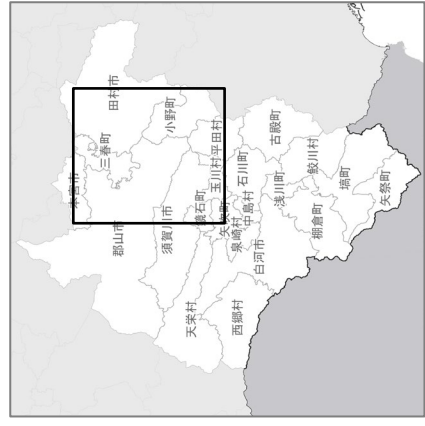 田村市
小野町
三春町
本宮市
平田村
玉川村
古殿町
石川町
鮫川村
鏡石町
矢吹町
中島村
浅川町
塙町
郡山市
須賀川市
泉崎村
白河市
棚倉町
矢祭町
天栄村
西郷村